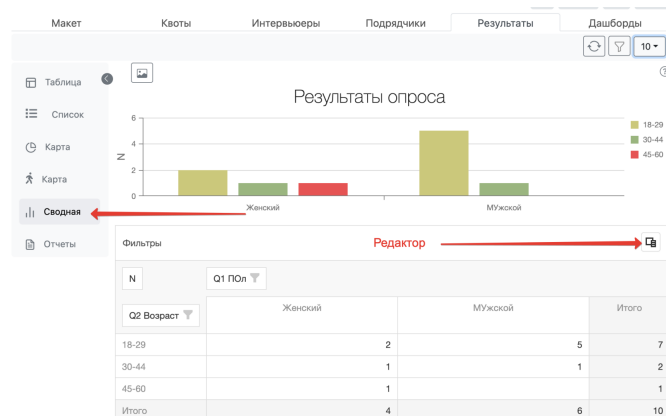 Макет Квоты Интервьюеры Подрядчики Результаты Дашборды
10
Таблица
Список
Карта
Карта
Сводная
Отчеты
Результаты опроса
N
6
4
2
0
Женский МУжской
18-29
30-44
45-60
Фильтры Редактор
N Q1 ПОл
Q2 Возраст Женский МУжской Итого
18-29 2 5 7
30-44 1 1 2
45-60 1 1
Итого 4 6 10